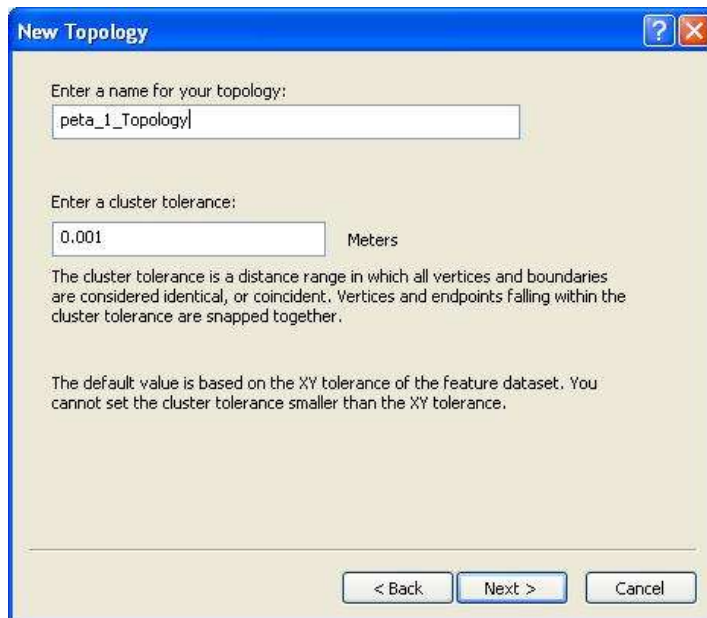 New Topology
Enter a name for your topology:
peta_1_Topology
Enter a cluster tolerance:
0.001 Meters
The cluster tolerance is a distance range in which all vertices and boundaries
are considered identical, or coincident. Vertices and endpoints falling within the
cluster tolerance are snapped together.
The default value is based on the XY tolerance of the feature dataset. You
cannot set the cluster tolerance smaller than the XY tolerance.
< Back Next > Cancel